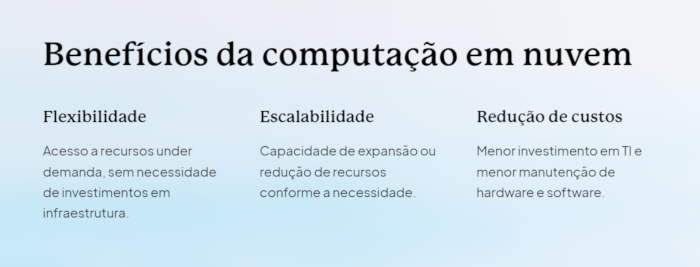 Benefícios da computação em nuvem
Flexibilidade
Acesso a recursos under
demanda, sem necessidade
de investimentos em
infraestrutura.
Escalabilidade
Capacidade de expansão ou
redução de recursos
conforme a necessidade.
Redução de custos
Menor investimento em TI e
menor manutenção de
hardware e software.